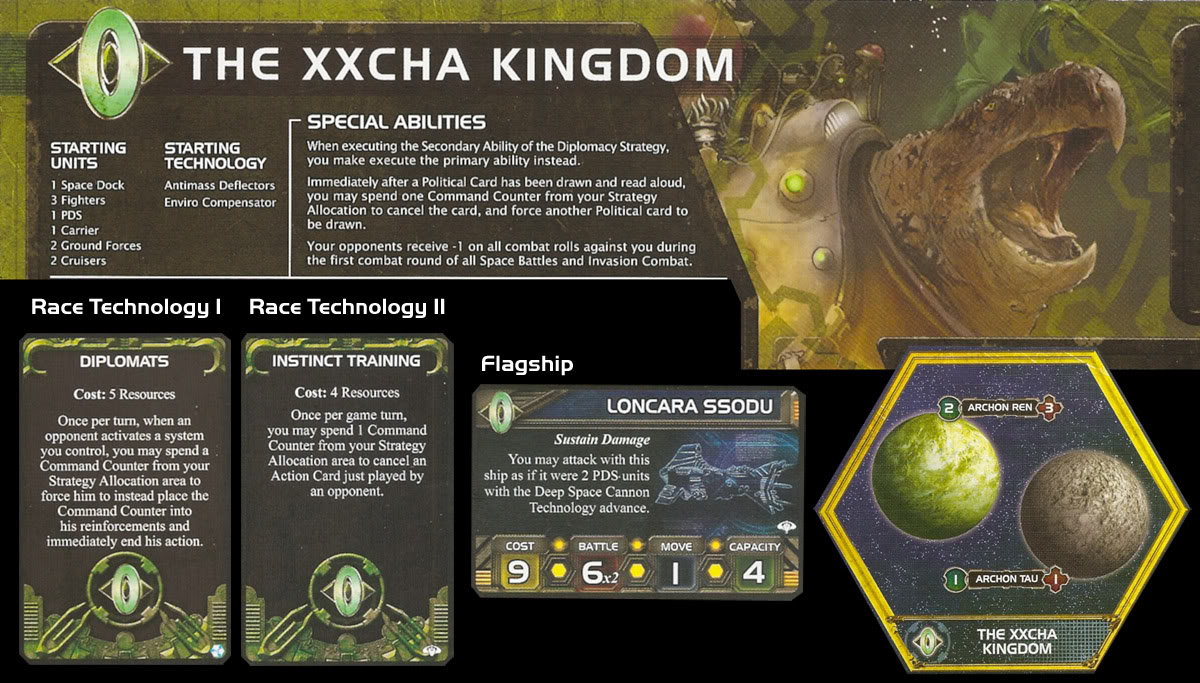 THE XXCHA KINGDOM
STARTING
UNITS
1 Space Dock
3 Fighters
1 PDS
1 Carrier
2 Ground Forces
2 Cruisers
STARTING
TECHNOLOGY
Antimass Deflectors
Enviro Compensator
SPECIAL ABILITIES
When executing the Secondary Ability of the Diplomacy Strategy,
you make execute the primary ability instead.
Immediately after a Political Card has been drawn and read aloud,
you may spend one Command Counter from your Strategy
Allocation to cancel the card, and force another Political card to
be drawn.
Your opponents receive -1 on all combat rolls against you during
the first combat round of all Space Battles and Invasion Combat.
Race Technology I
DIPLOMATS
Cost: 5 Resources
Once per turn, when an
opponent activates a system
you control, you may spend a
Command Counter from your
Strategy Allocation area to
force him to instead place the
Command Counter into
his reinforcements and
immediately end his action.
Race Technology II
INSTINCT TRAINING
Cost: 4 Resources
Once per game turn,
you may spend 1 Command
Counter from your Strategy
Allocation area to cancel an
Action Card just played by
an opponent.
Flagship
LONCARA SSODU
Sustain Damage
You may attack with this
ship as if it were 2 PDS units
with the Deep Space Cannon
Technology advance.
COST BATTLE MOVE CAPACITY
9 6x2 1 4
2 ARCHON REN 3
1 ARCHON TAU 1
THE XXCHA
KINGDOM